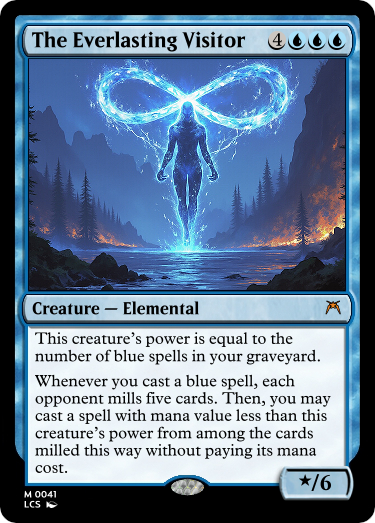 The Everlasting Visitor 4
Creature — Elemental
This creature's power is equal to the
number of blue spells in your graveyard.
Whenever you cast a blue spell, each
opponent mills five cards. Then, you may
cast a spell with mana value less than this
creature's power from among the cards
milled this way without paying its mana
cost.
★/6
M 0041
LCS